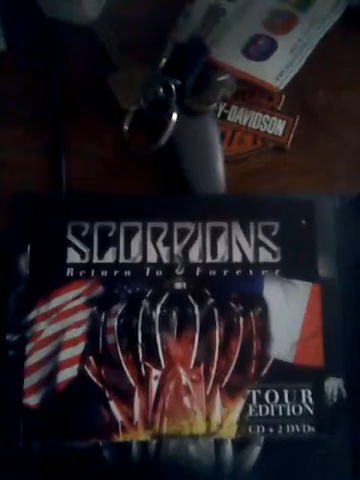 Y-DAVIDSON
SCORPIONS
Return To Forever
TOUR
EDITION
CD + 2 DVDs